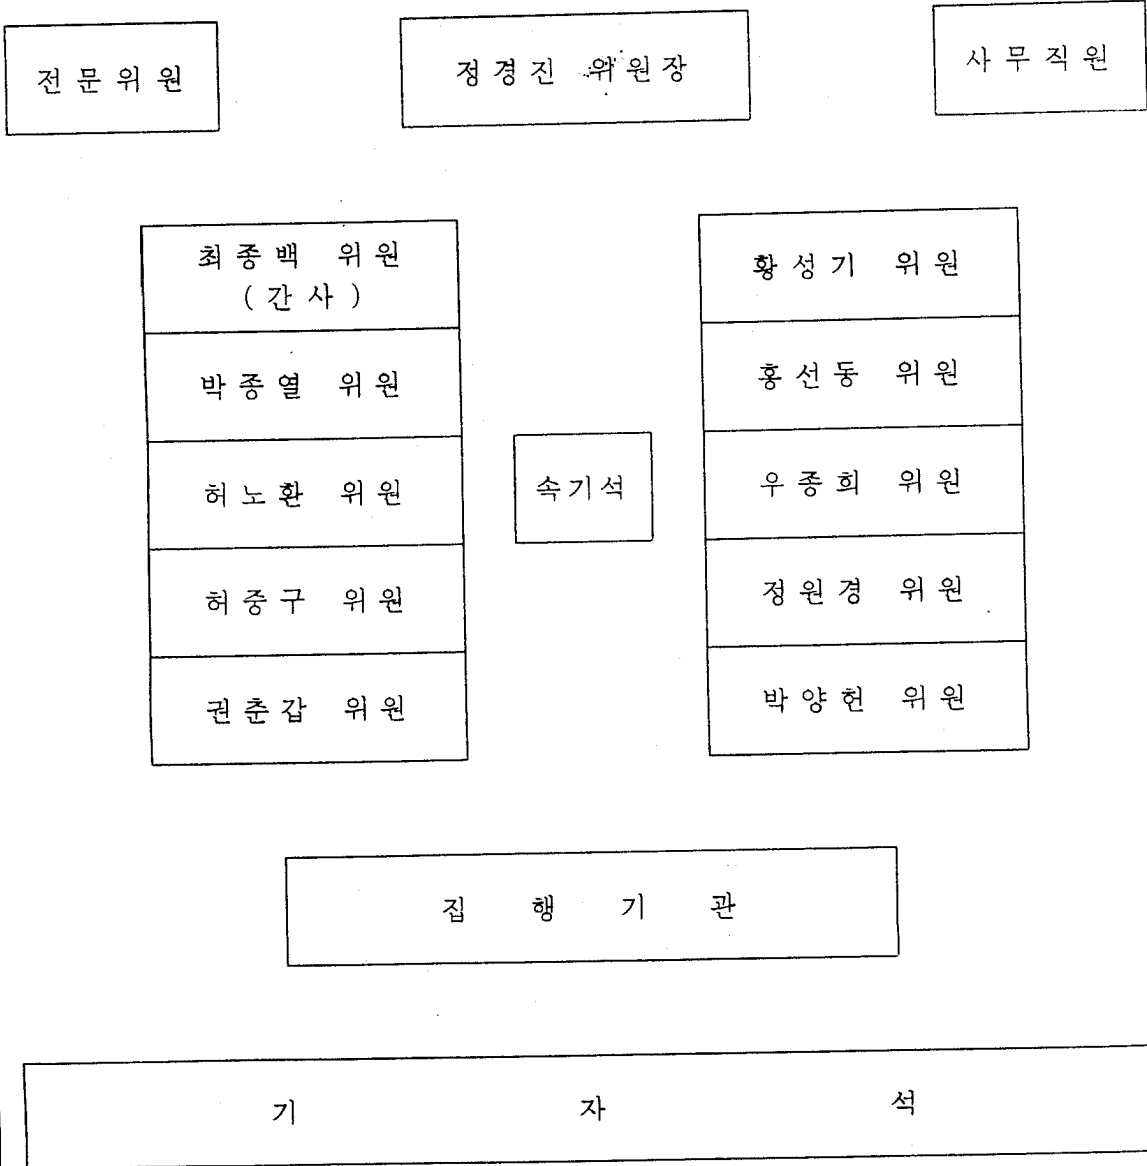 전문위원
정경진 위원장
사무직원
최종백 위원
(간사)
박종열 위원
허노환 위원
허중구 위원
권춘갑 위원
속기석
황성기 위원
홍선동 위원
우종희 위원
정원경 위원
박양헌 위원
집행기관
기자석